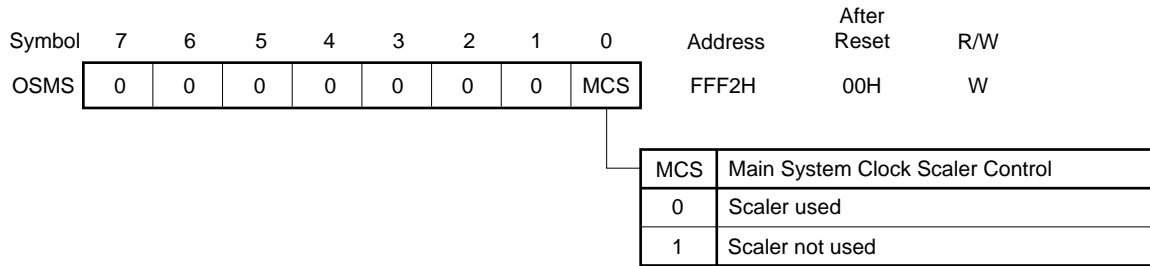 After
Symbol 7 6 5 4 3 2 1 0 Address Reset R/W
OSMS 0 0 0 0 0 0 0 MCS FFF2H 00H W
MCS Main System Clock Scaler Control
0 Scaler used
1 Scaler not used